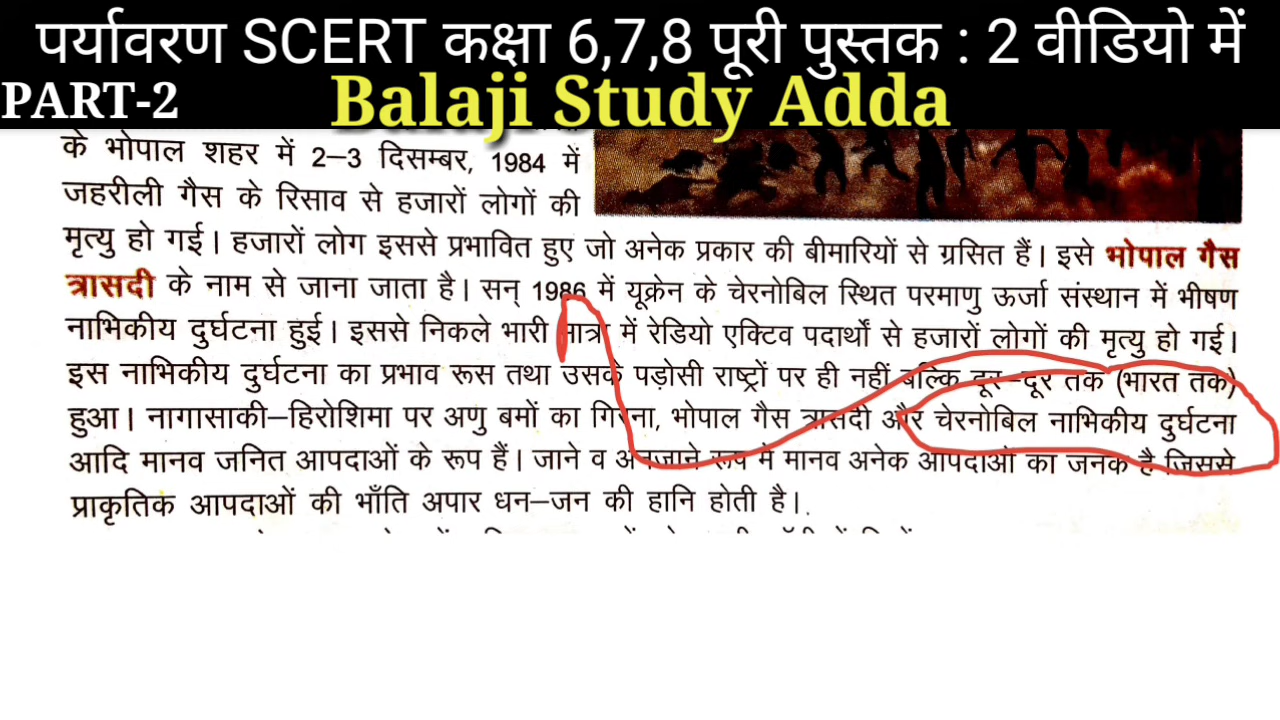 पर्यावरण SCERT कक्षा 6,7,8 पूरी पुस्तक : 2 वीडियो में
PART-2
Balaji Study Adda
के भोपाल शहर में 2–3 दिसम्बर, 1984 में
जहरीली गैस के रिसाव से हजारों लोगों की
मृत्यु हो गई। हजारों लोग इससे प्रभावित हुए जो अनेक प्रकार की बीमारियों से ग्रसित हैं। इसे भोपाल गैस
त्रासदी के नाम से जाना जाता है। सन् 1986 में यूक्रेन के चेरनोबिल स्थित परमाणु ऊर्जा संस्थान में भीषण
नाभिकीय दुर्घटना हुई। इससे निकले भारी मात्रा में रेडियो एक्टिव पदार्थों से हजारों लोगों की मृत्यु हो गई।
इस नाभिकीय दुर्घटना का प्रभाव रूस तथा उसके पड़ोसी राष्ट्रों पर ही नहीं बल्कि दूर–दूर तक (भारत तक)
हुआ। नागासाकी–हिरोशिमा पर अणु बमों का गिरना, भोपाल गैस त्रासदी और चेरनोबिल नाभिकीय दुर्घटना
आदि मानव जनित आपदाओं के रूप हैं। जाने व अनजाने रूप में मानव अनेक आपदाओं का जनक है जिससे
प्राकृतिक आपदाओं की भाँति अपार धन–जन की हानि होती है।